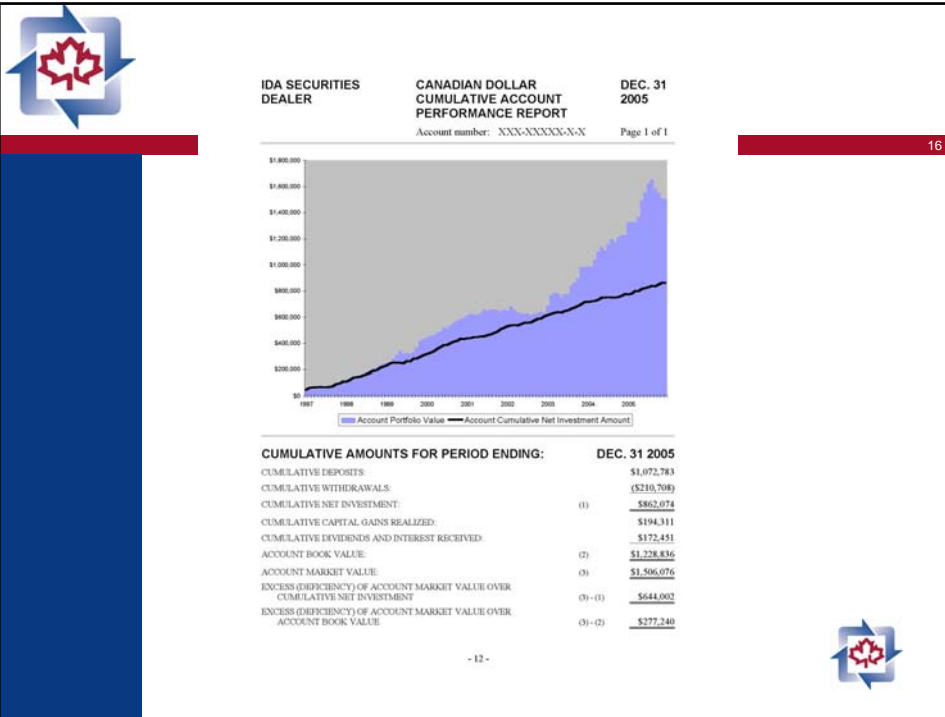 IDA SECURITIES DEALER
CANADIAN DOLLAR CUMULATIVE ACCOUNT PERFORMANCE REPORT
DEC. 31 2005
Account number: XXX-XXXXX-X-X Page 1 of 1
16
$1,800,000
$1,600,000
$1,400,000
$1,200,000
$1,000,000
$800,000
$600,000
$400,000
$200,000
$0
1997 1998 1999 2000 2001 2002 2003 2004 2005
Account Portfolio Value Account Cumulative Net Investment Amount
CUMULATIVE AMOUNTS FOR PERIOD ENDING: DEC. 31 2005
CUMULATIVE DEPOSITS: $1,072,783
CUMULATIVE WITHDRAWALS: ($210,708)
CUMULATIVE NET INVESTMENT: (1) $862,074
CUMULATIVE CAPITAL GAINS REALIZED: $194,311
CUMULATIVE DIVIDENDS AND INTEREST RECEIVED: $172,451
ACCOUNT BOOK VALUE: (2) $1,228,836
ACCOUNT MARKET VALUE: (3) $1,506,076
EXCESS (DEFICIENCY) OF ACCOUNT MARKET VALUE OVER
CUMULATIVE NET INVESTMENT (3) - (1) $644,002
EXCESS (DEFICIENCY) OF ACCOUNT MARKET VALUE OVER
ACCOUNT BOOK VALUE (3) - (2) $277,240
- 12 -